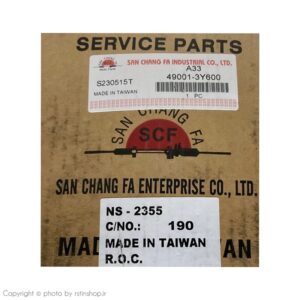 SERVICE PARTS
SAN CHANG FA INDUSTRIAL CO., LTD.
A33
S230515T
49001-3Y600
MADE IN TAIWAN
1 PC
SAN CHANG FA
SCF
SAN CHANG FA ENTERPRISE CO., LTD.
NS - 2355
C/NO.: 190
MADE IN TAIWAN
R.O.C.
photo by rstinshop.ir